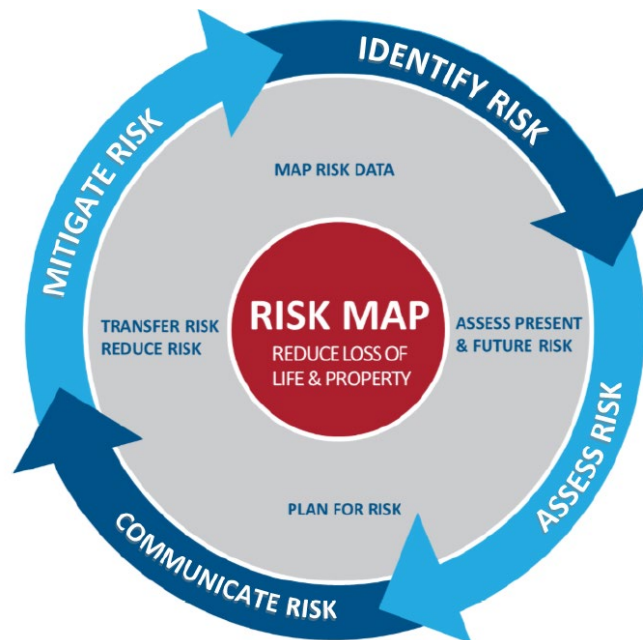 IDENTIFY RISK
MITIGATE RISK
MAP RISK DATA
TRANSFER RISK
REDUCE RISK
RISK MAP
REDUCE LOSS OF
LIFE & PROPERTY
ASSESS PRESENT
& FUTURE RISK
ASSESS RISK
PLAN FOR RISK
COMMUNICATE RISK